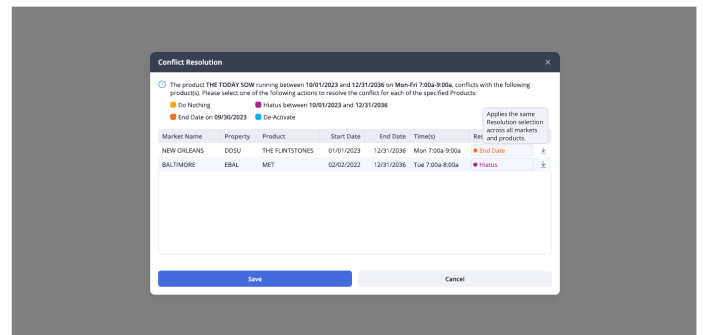 Conflict Resolution
The product THE TODAY SOW running between 10/01/2023 and 12/31/2036 on Mon-Fri 7:00a-9:00a, conflicts with the following
product(s). Please select one of the following actions to resolve the conflict for each of the specified Products:
Do Nothing Hiatus between 10/01/2023 and 12/31/2036
End Date on 09/30/2023 De-Activate
Applies the same
Resolution selection
across all markets
and products.
Market Name Property Product Start Date End Date Time(s) Res
NEW ORLEANS DDSU THE FLINTSTONES 01/01/2023 12/31/2036 Mon 7:00a-9:00a End Date
BALTIMORE EBAL MET 02/02/2022 12/31/2036 Tue 7:00a-8:00a Hiatus
Save Cancel